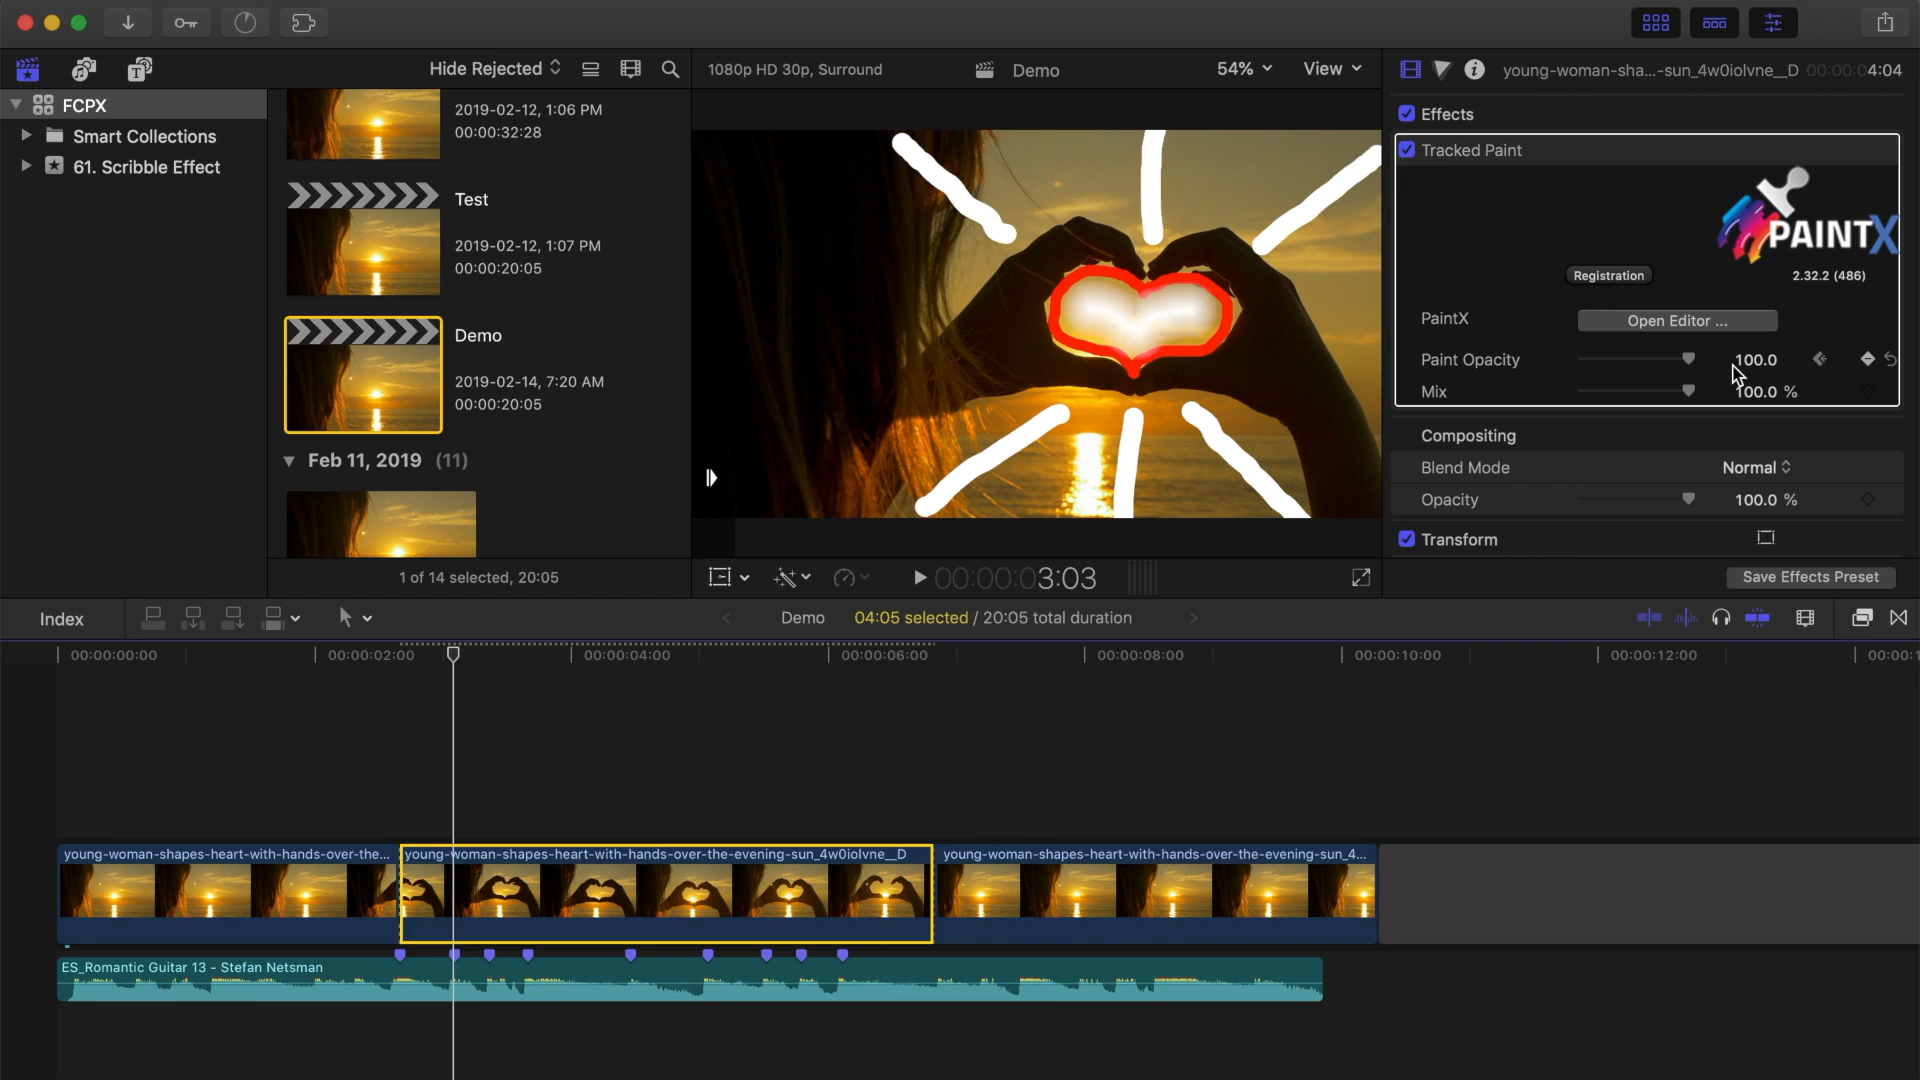 Hide Rejected
1080p HD 30p, Surround
Demo
54%
View
young-woman-sha...-sun_4w0iolvne__D
00:00:04:04
FCPX
Smart Collections
61. Scribble Effect
2019-02-12, 1:06 PM
00:00:32:28
Test
2019-02-12, 1:07 PM
00:00:20:05
Demo
2019-02-14, 7:20 AM
00:00:20:05
Feb 11, 2019 (11)
1 of 14 selected, 20:05
Effects
Tracked Paint
PAINTX
Registration
2.32.2 (486)
PaintX
Open Editor ...
Paint Opacity
100.0
Mix
100.0 %
Compositing
Blend Mode
Normal
Opacity
100.0 %
Transform
Save Effects Preset
00:00:03:03
Index
Demo
04:05 selected / 20:05 total duration
00:00:00:00
00:00:02:00
00:00:04:00
00:00:06:00
00:00:08:00
00:00:10:00
00:00:12:00
00:00:1
young-woman-shapes-heart-with-hands-over-the...
young-woman-shapes-heart-with-hands-over-the-evening-sun_4w0iolvne__D
young-woman-shapes-heart-with-hands-over-the-evening-sun_4...
ES_Romantic Guitar 13 - Stefan Netsman